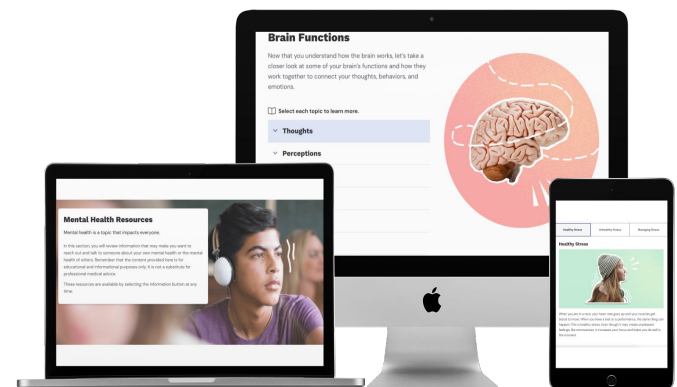 Brain Functions
Now that you understand how the brain works, let's take a
closer look at some of your brain's functions and how they
work together to connect your thoughts, behaviors, and
emotions.
Select each topic to learn more.
Thoughts
Perceptions
Mental Health Resources
Mental health is a topic that impacts everyone.
In this section, you will review information that may make you want to
reach out and talk to someone about your own mental health or the mental
health of others. Remember that the content provided here is for
educational and informational purposes only. It is not a substitute for
professional medical advice.
These resources are available by selecting the information button at any
time.
Healthy Stress
Unhealthy Stress
Managing Stress
Healthy Stress